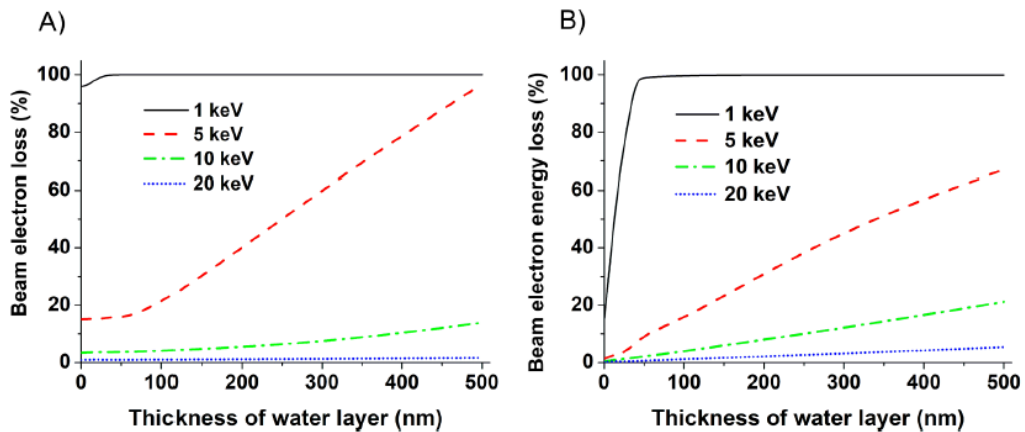 A)
Beam electron loss (%)
100
80
60
40
20
0
1 keV
5 keV
10 keV
20 keV
0 100 200 300 400 500
Thickness of water layer (nm)
B)
Beam electron energy loss (%)
100
80
60
40
20
0
1 keV
5 keV
10 keV
20 keV
0 100 200 300 400 500
Thickness of water layer (nm)